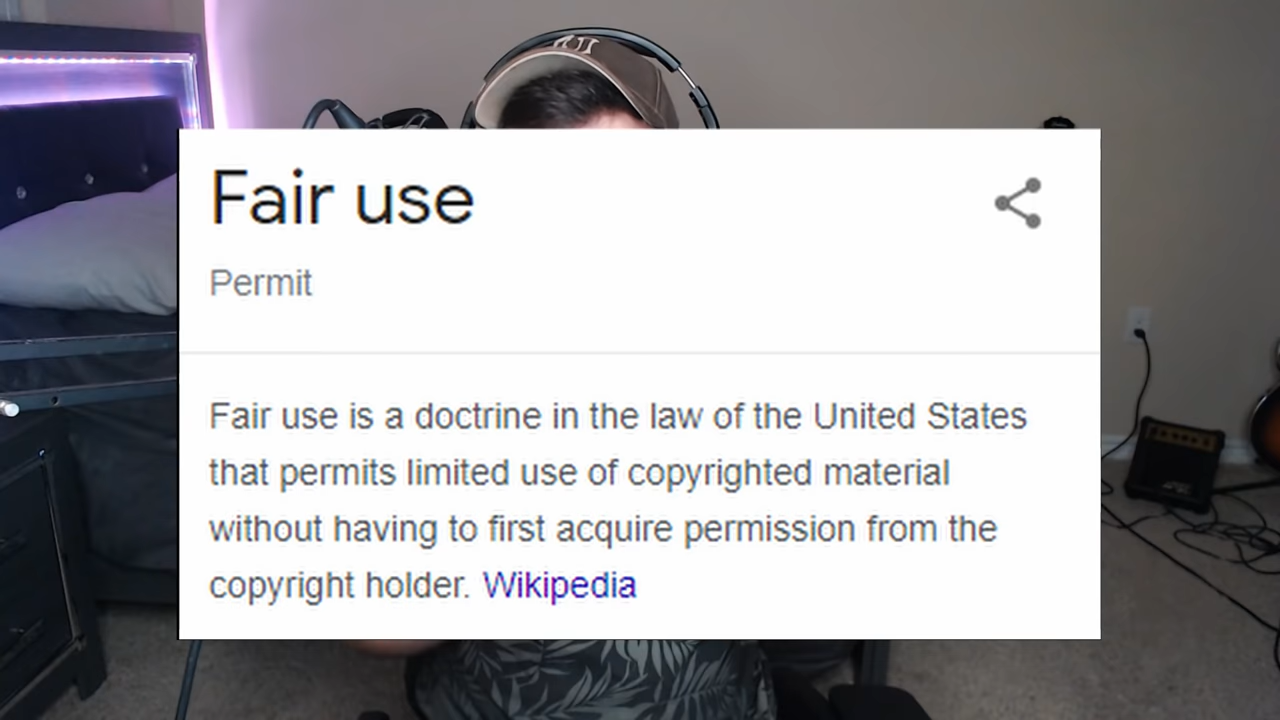 Fair use
Permit
Fair use is a doctrine in the law of the United States
that permits limited use of copyrighted material
without having to first acquire permission from the
copyright holder. Wikipedia